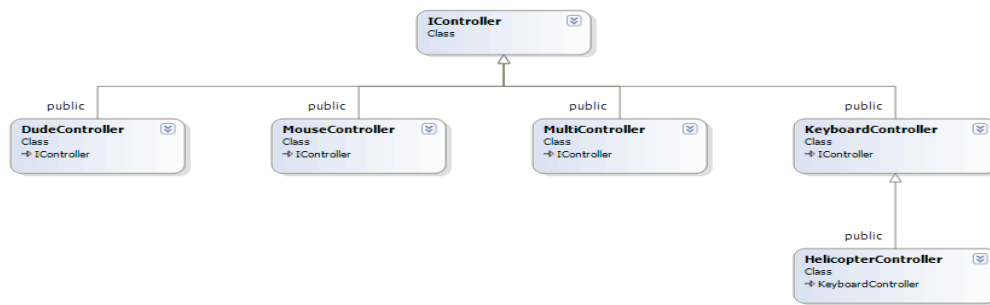 IController
Class
public
public
public
public
DudeController
Class
IController
MouseController
Class
IController
MultiController
Class
IController
KeyboardController
Class
IController
public
HelicopterController
Class
KeyboardController